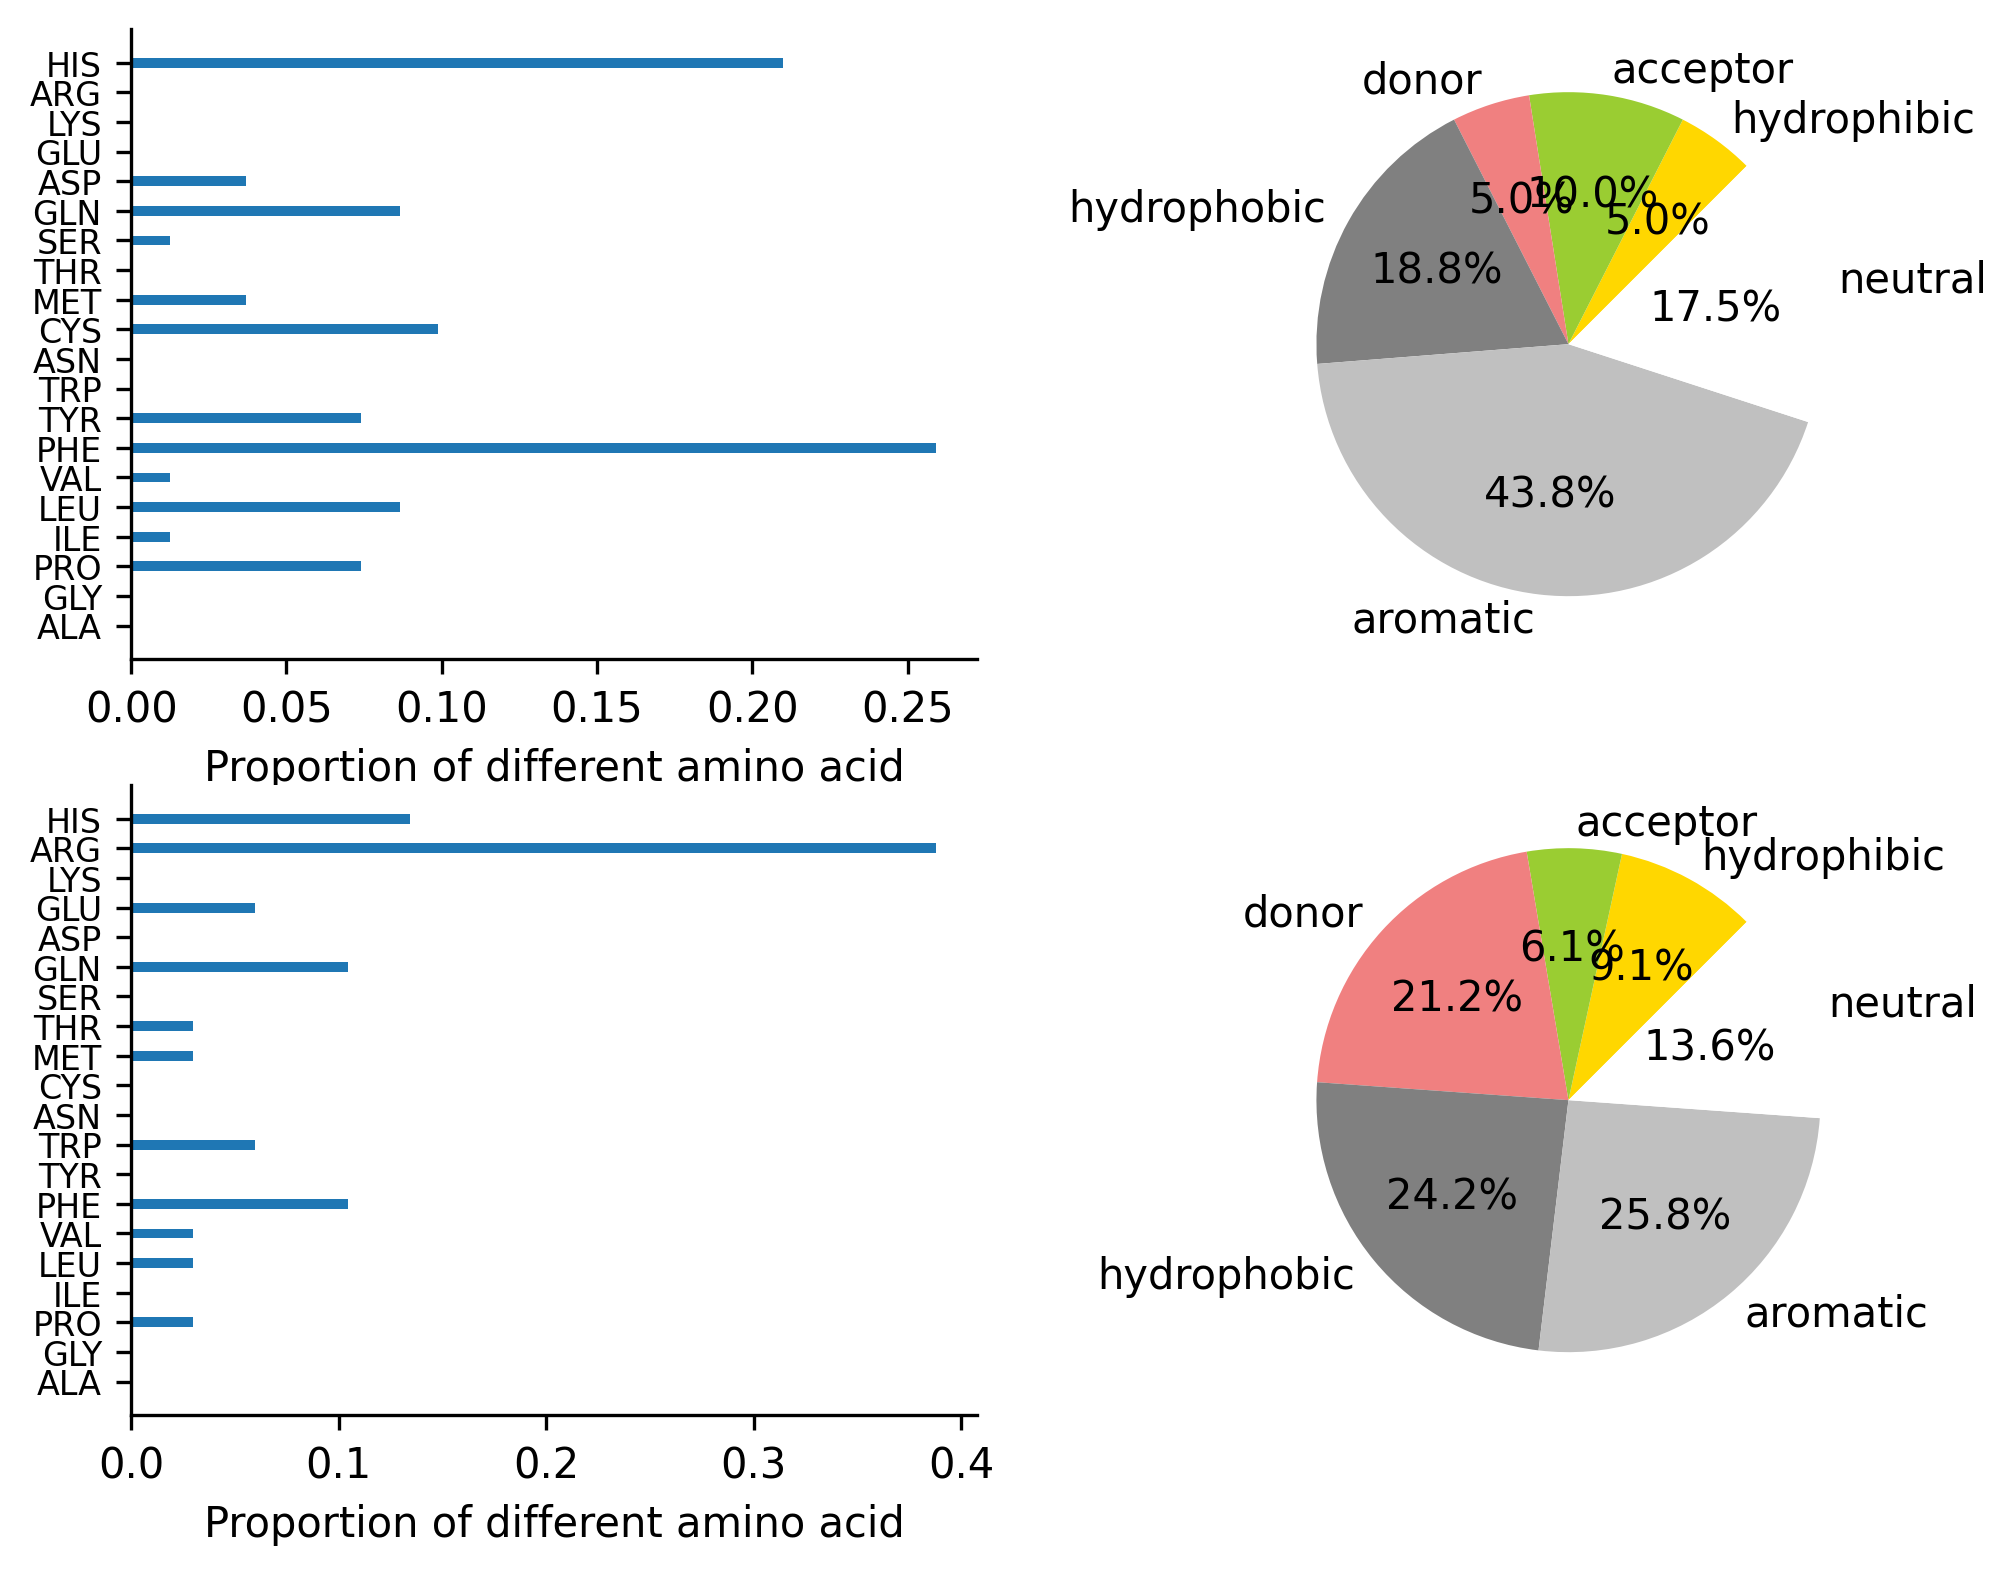 HIS
ARG
LYS
GLU
ASP
GLN
SER
THR
MET
CYS
ASN
TRP
TYR
PHE
VAL
LEU
ILE
PRO
GLY
ALA
0.00 0.05 0.10 0.15 0.20 0.25
Proportion of different amino acid
donor
acceptor
hydrophibic
hydrophobic
neutral
aromatic
5.0%
10.0%
5.0%
18.8%
17.5%
43.8%
HIS
ARG
LYS
GLU
ASP
GLN
SER
THR
MET
CYS
ASN
TRP
TYR
PHE
VAL
LEU
ILE
PRO
GLY
ALA
0.0 0.1 0.2 0.3 0.4
Proportion of different amino acid
acceptor
hydrophibic
donor
neutral
hydrophobic
aromatic
6.1%
9.1%
21.2%
13.6%
24.2%
25.8%